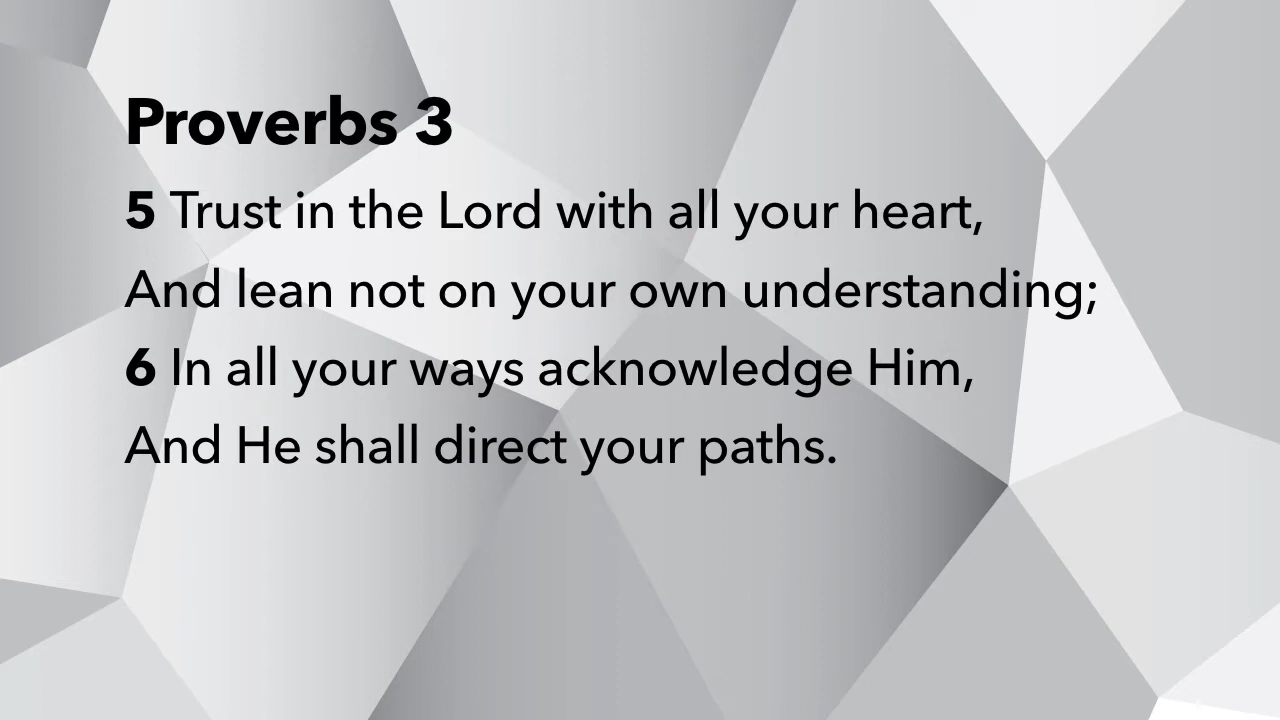 Proverbs 3
5 Trust in the Lord with all your heart,
And lean not on your own understanding;
6 In all your ways acknowledge Him,
And He shall direct your paths.